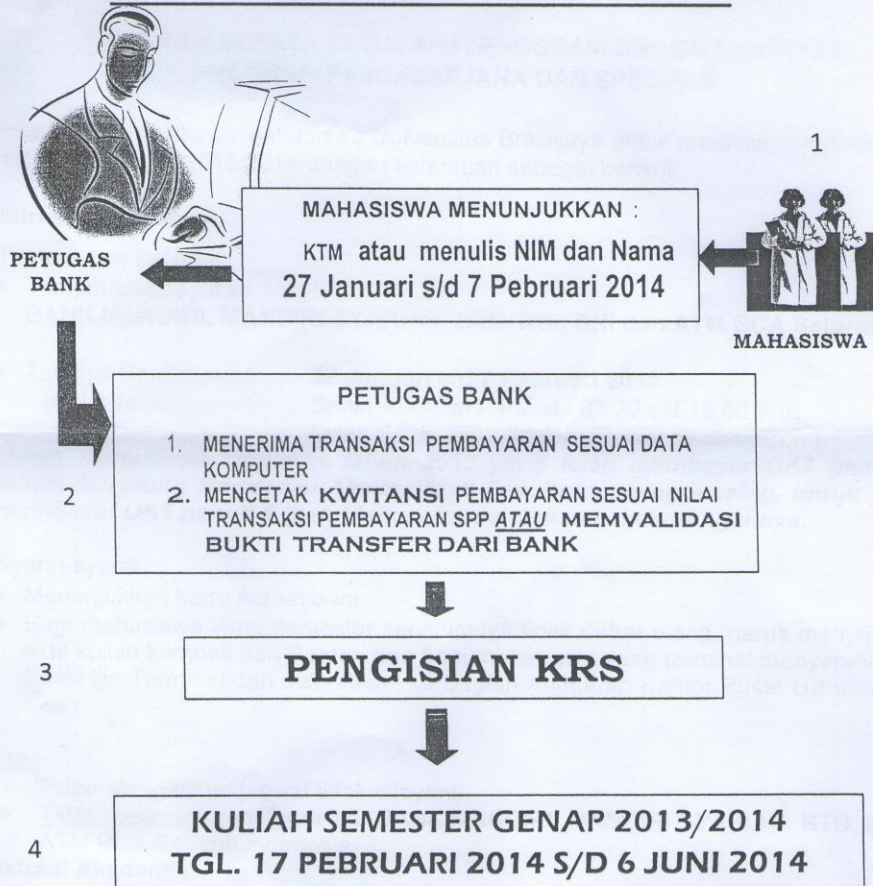 1
MAHASISWA MENUNJUKKAN :
KTM atau menulis NIM dan Nama
27 Januari s/d 7 Pebruari 2014
PETUGAS
BANK
MAHASISWA
PETUGAS BANK
1. MENERIMA TRANSAKSI PEMBAYARAN SESUAI DATA
KOMPUTER
2. MENCETAK KWITANSI PEMBAYARAN SESUAI NILAI
TRANSAKSI PEMBAYARAN SPP ATAU MEMVALIDASI
BUKTI TRANSFER DARI BANK
2
3
PENGISIAN KRS
4
KULIAH SEMESTER GENAP 2013/2014
TGL. 17 PEBRUARI 2014 S/D 6 JUNI 2014